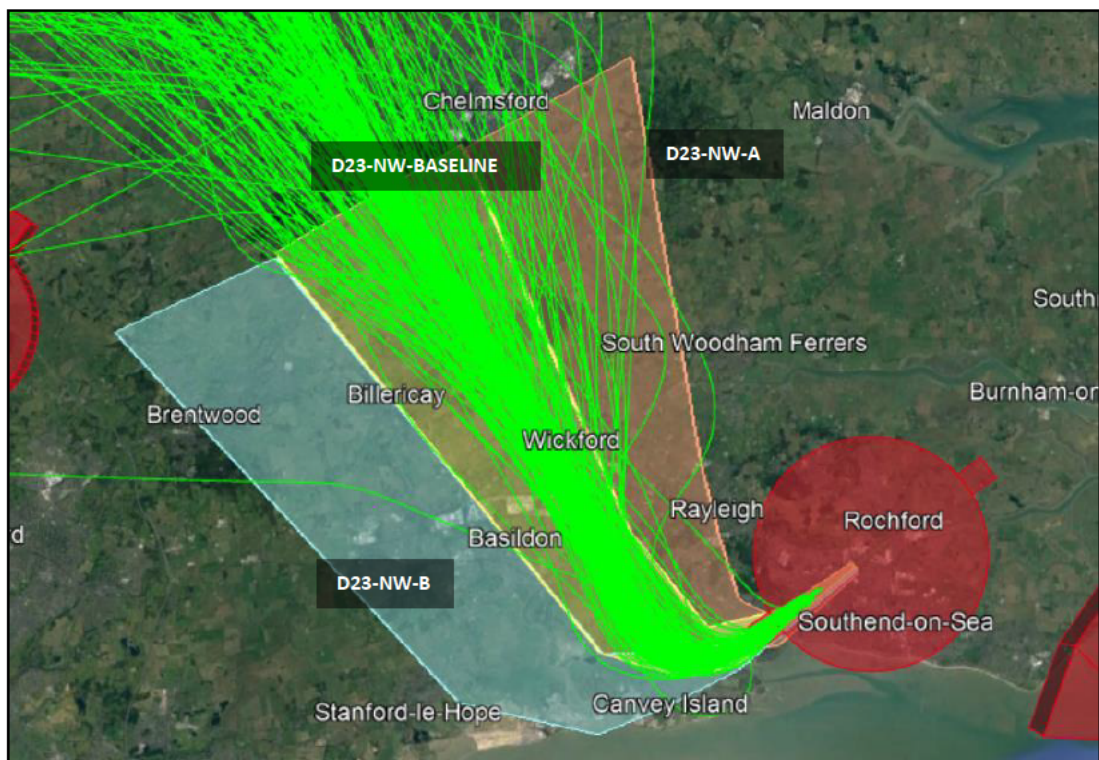 Chelmsford
Maldon
D23-NW-BASELINE
D23-NW-A
South
South Woodham Ferrers
Burnham-or
Billericay
Brentwood
Wickford
Rayleigh
Rochford
d
Basildon
D23-NW-B
Southend-on-Sea
Canvey Island
Stanford-le-Hope